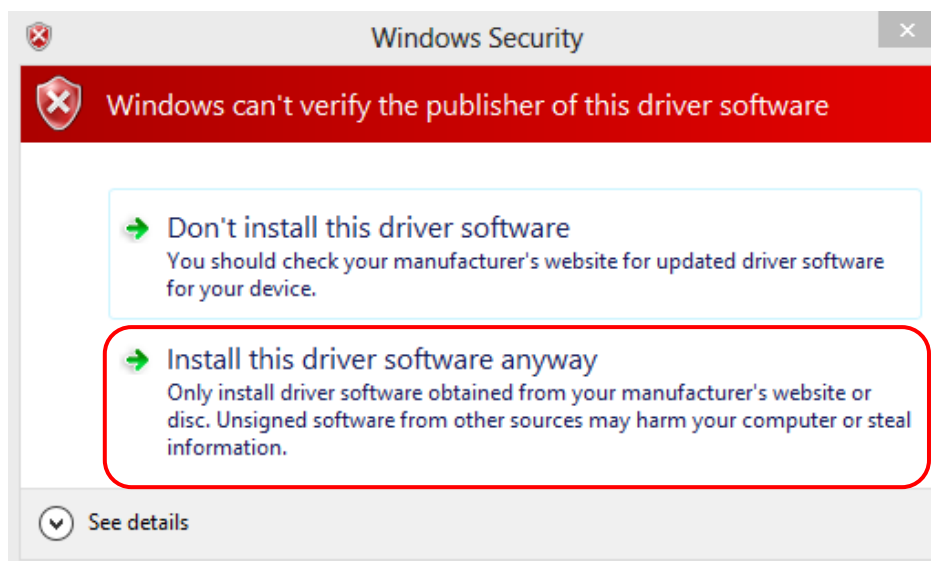 Windows Security
Windows can't verify the publisher of this driver software
Don't install this driver software
You should check your manufacturer's website for updated driver software
for your device.
Install this driver software anyway
Only install driver software obtained from your manufacturer's website or
disc. Unsigned software from other sources may harm your computer or steal
information.
See details